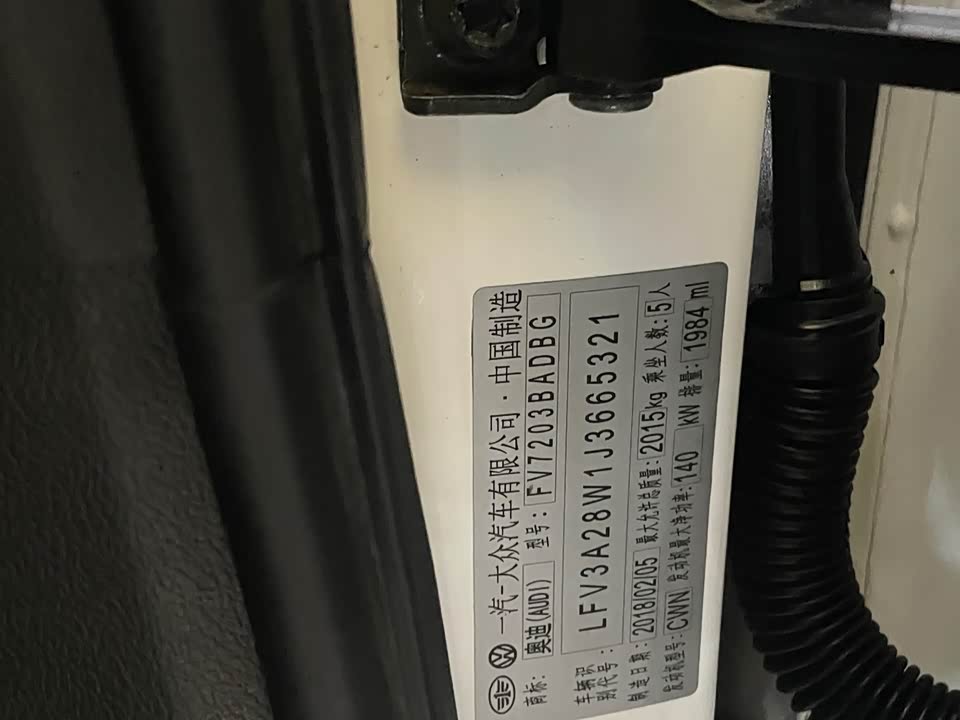 一汽-大众汽车有限公司·中国制造
商标: 奥迪(AUDI) 型号: FV7203BADBG
车辆识别代号: LFV3A28W1J3665321
制造日期: 2018/02/05 最大允许总质量: 2015kg 乘坐人数: 5人
发动机型号: CWN 发动机最大净功率: 140 kW 排量: 1984 ml